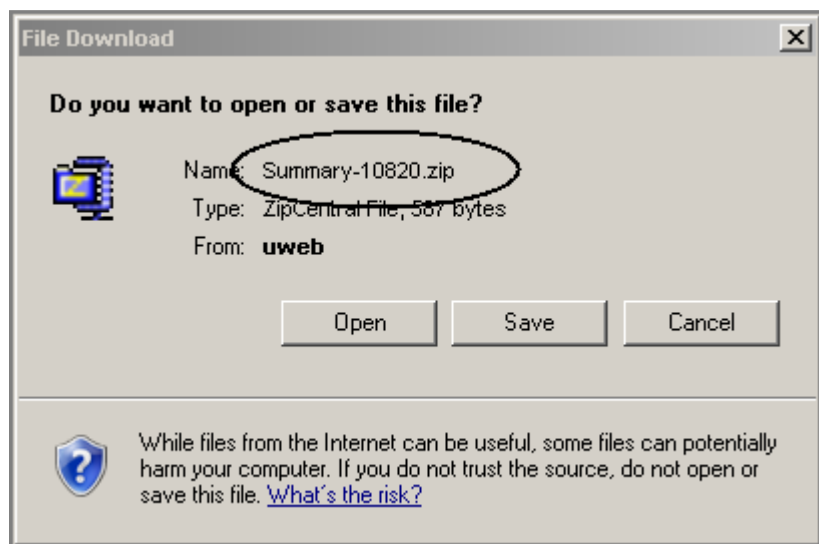 File Download
Do you want to open or save this file?
Name: Summary-10820.zip
Type: ZipCentral File, 587 bytes
From: uweb
Open Save Cancel
While files from the Internet can be useful, some files can potentially
harm your computer. If you do not trust the source, do not open or
save this file. What's the risk?